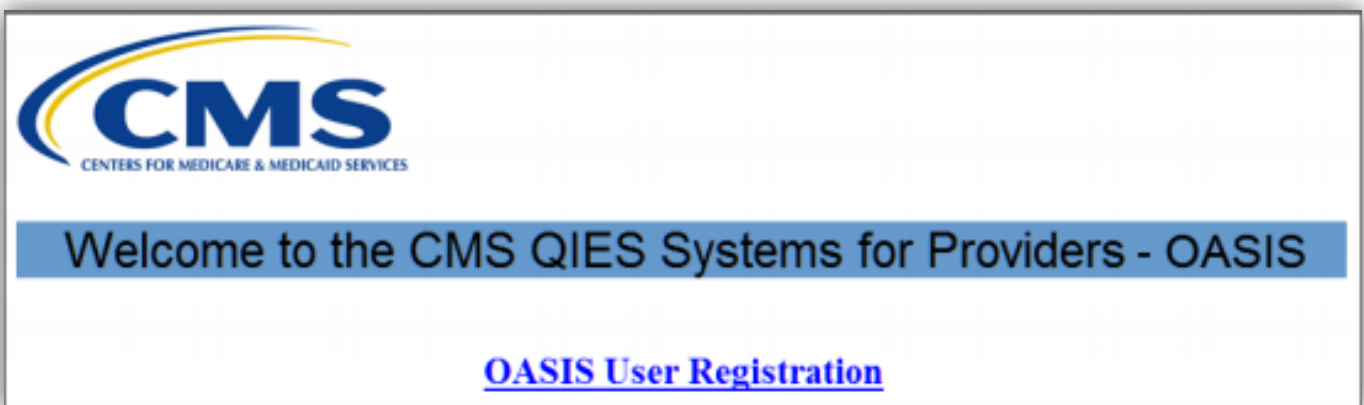 CMS
CENTERS FOR MEDICARE & MEDICAID SERVICES
Welcome to the CMS QIES Systems for Providers - OASIS
OASIS User Registration